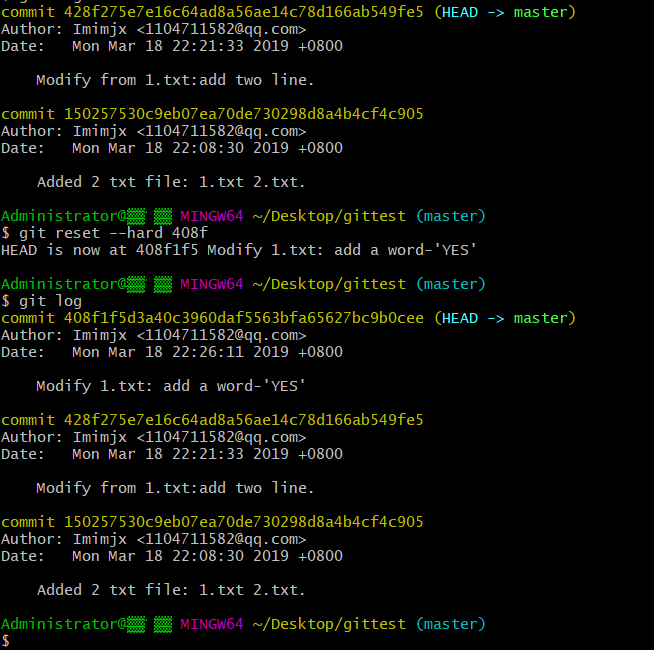 commit 428f275e7e16c64ad8a56ae14c78d166ab549fe5 (HEAD -> master)
Author: Imimjx <1104711582@qq.com>
Date:   Mon Mar 18 22:21:33 2019 +0800
    Modify from 1.txt:add two line.
commit 150257530c9eb07ea70de730298d8a4b4cf4c905
Author: Imimjx <1104711582@qq.com>
Date:   Mon Mar 18 22:08:30 2019 +0800
    Added 2 txt file: 1.txt 2.txt.
Administrator@▒▒ ▒▒ MINGW64 ~/Desktop/gittest (master)
$ git reset --hard 408f
HEAD is now at 408f1f5 Modify 1.txt: add a word-'YES'
Administrator@▒▒ ▒▒ MINGW64 ~/Desktop/gittest (master)
$ git log
commit 408f1f5d3a40c3960daf5563bfa65627bc9b0cee (HEAD -> master)
Author: Imimjx <1104711582@qq.com>
Date:   Mon Mar 18 22:26:11 2019 +0800
    Modify 1.txt: add a word-'YES'
commit 428f275e7e16c64ad8a56ae14c78d166ab549fe5
Author: Imimjx <1104711582@qq.com>
Date:   Mon Mar 18 22:21:33 2019 +0800
    Modify from 1.txt:add two line.
commit 150257530c9eb07ea70de730298d8a4b4cf4c905
Author: Imimjx <1104711582@qq.com>
Date:   Mon Mar 18 22:08:30 2019 +0800
    Added 2 txt file: 1.txt 2.txt.
Administrator@▒▒ ▒▒ MINGW64 ~/Desktop/gittest (master)
$